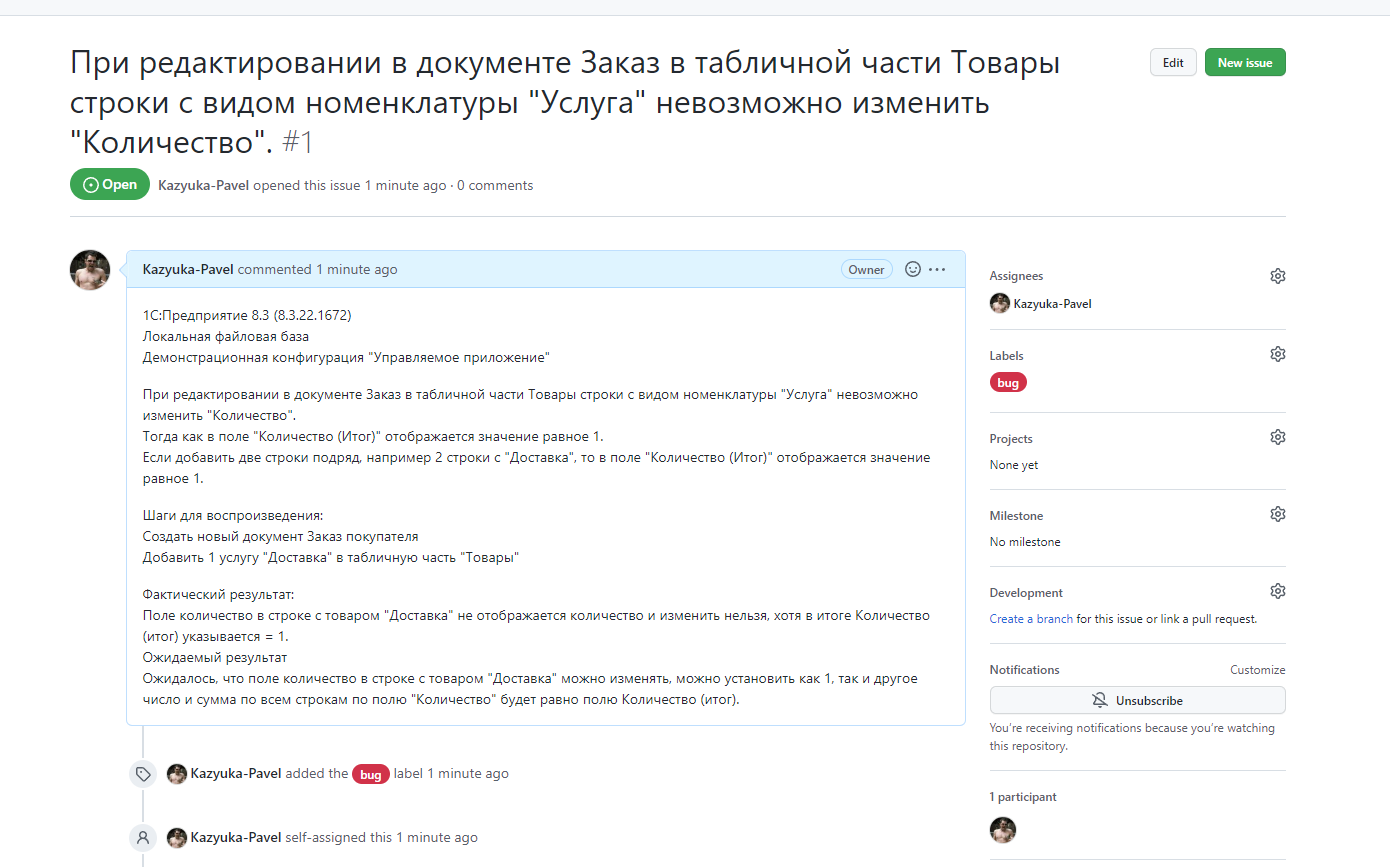 При редактировании в документе Заказ в табличной части Товары
строки с видом номенклатуры "Услуга" невозможно изменить
"Количество". #1
Edit
New issue
Open
Kazyuka-Pavel opened this issue 1 minute ago · 0 comments
Kazyuka-Pavel commented 1 minute ago
Owner
1С:Предприятие 8.3 (8.3.22.1672)
Локальная файловая база
Демонстрационная конфигурация "Управляемое приложение"
При редактировании в документе Заказ в табличной части Товары строки с видом номенклатуры "Услуга" невозможно
изменить "Количество".
Тогда как в поле "Количество (Итог)" отображается значение равное 1.
Если добавить две строки подряд, например 2 строки с "Доставка", то в поле "Количество (Итог)" отображается значение
равное 1.
Шаги для воспроизведения:
Создать новый документ Заказ покупателя
Добавить 1 услугу "Доставка" в табличную часть "Товары"
Фактический результат:
Поле количество в строке с товаром "Доставка" не отображается количество и изменить нельзя, хотя в итоге Количество
(итог) указывается = 1.
Ожидаемый результат
Ожидалось, что поле количество в строке с товаром "Доставка" можно изменять, можно установить как 1, так и другое
число и сумма по всем строкам по полю "Количество" будет равно полю Количество (итог).
Kazyuka-Pavel added the bug label 1 minute ago
Kazyuka-Pavel self-assigned this 1 minute ago
Assignees
Kazyuka-Pavel
Labels
bug
Projects
None yet
Milestone
No milestone
Development
Create a branch for this issue or link a pull request.
Notifications
Customize
Unsubscribe
You're receiving notifications because you're watching
this repository.
1 participant